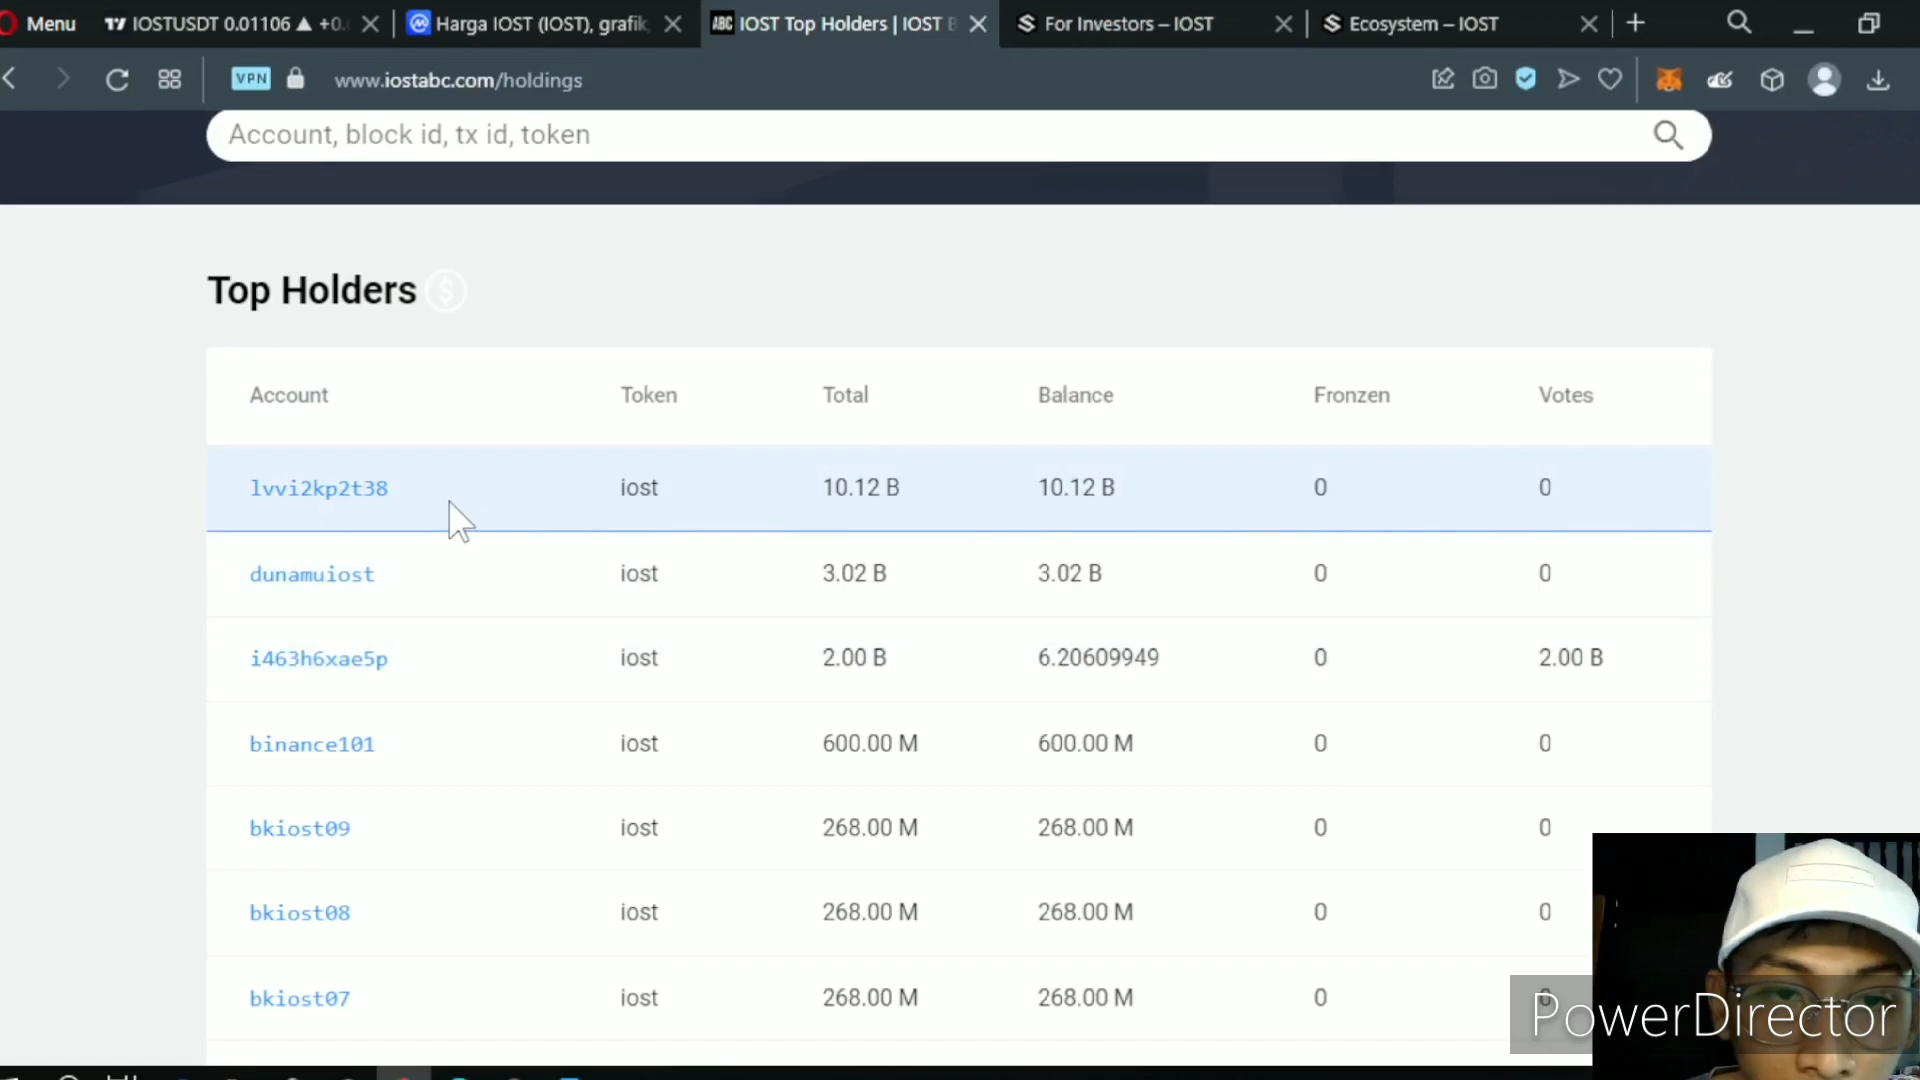 Menu
IOSTUSDT 0.01106 ▲ +0.
Harga IOST (IOST), grafik,
ABC IOST Top Holders | IOST B
For Investors – IOST
Ecosystem – IOST
VPN
www.iostabc.com/holdings
Account, block id, tx id, token
Top Holders
Account Token Total Balance Fronzen Votes
lvvi2kp2t38 iost 10.12 B 10.12 B 0 0
dunamuiost iost 3.02 B 3.02 B 0 0
i463h6xae5p iost 2.00 B 6.20609949 0 2.00 B
binance101 iost 600.00 M 600.00 M 0 0
bkiost09 iost 268.00 M 268.00 M 0 0
bkiost08 iost 268.00 M 268.00 M 0 0
bkiost07 iost 268.00 M 268.00 M 0 0
PowerDirector